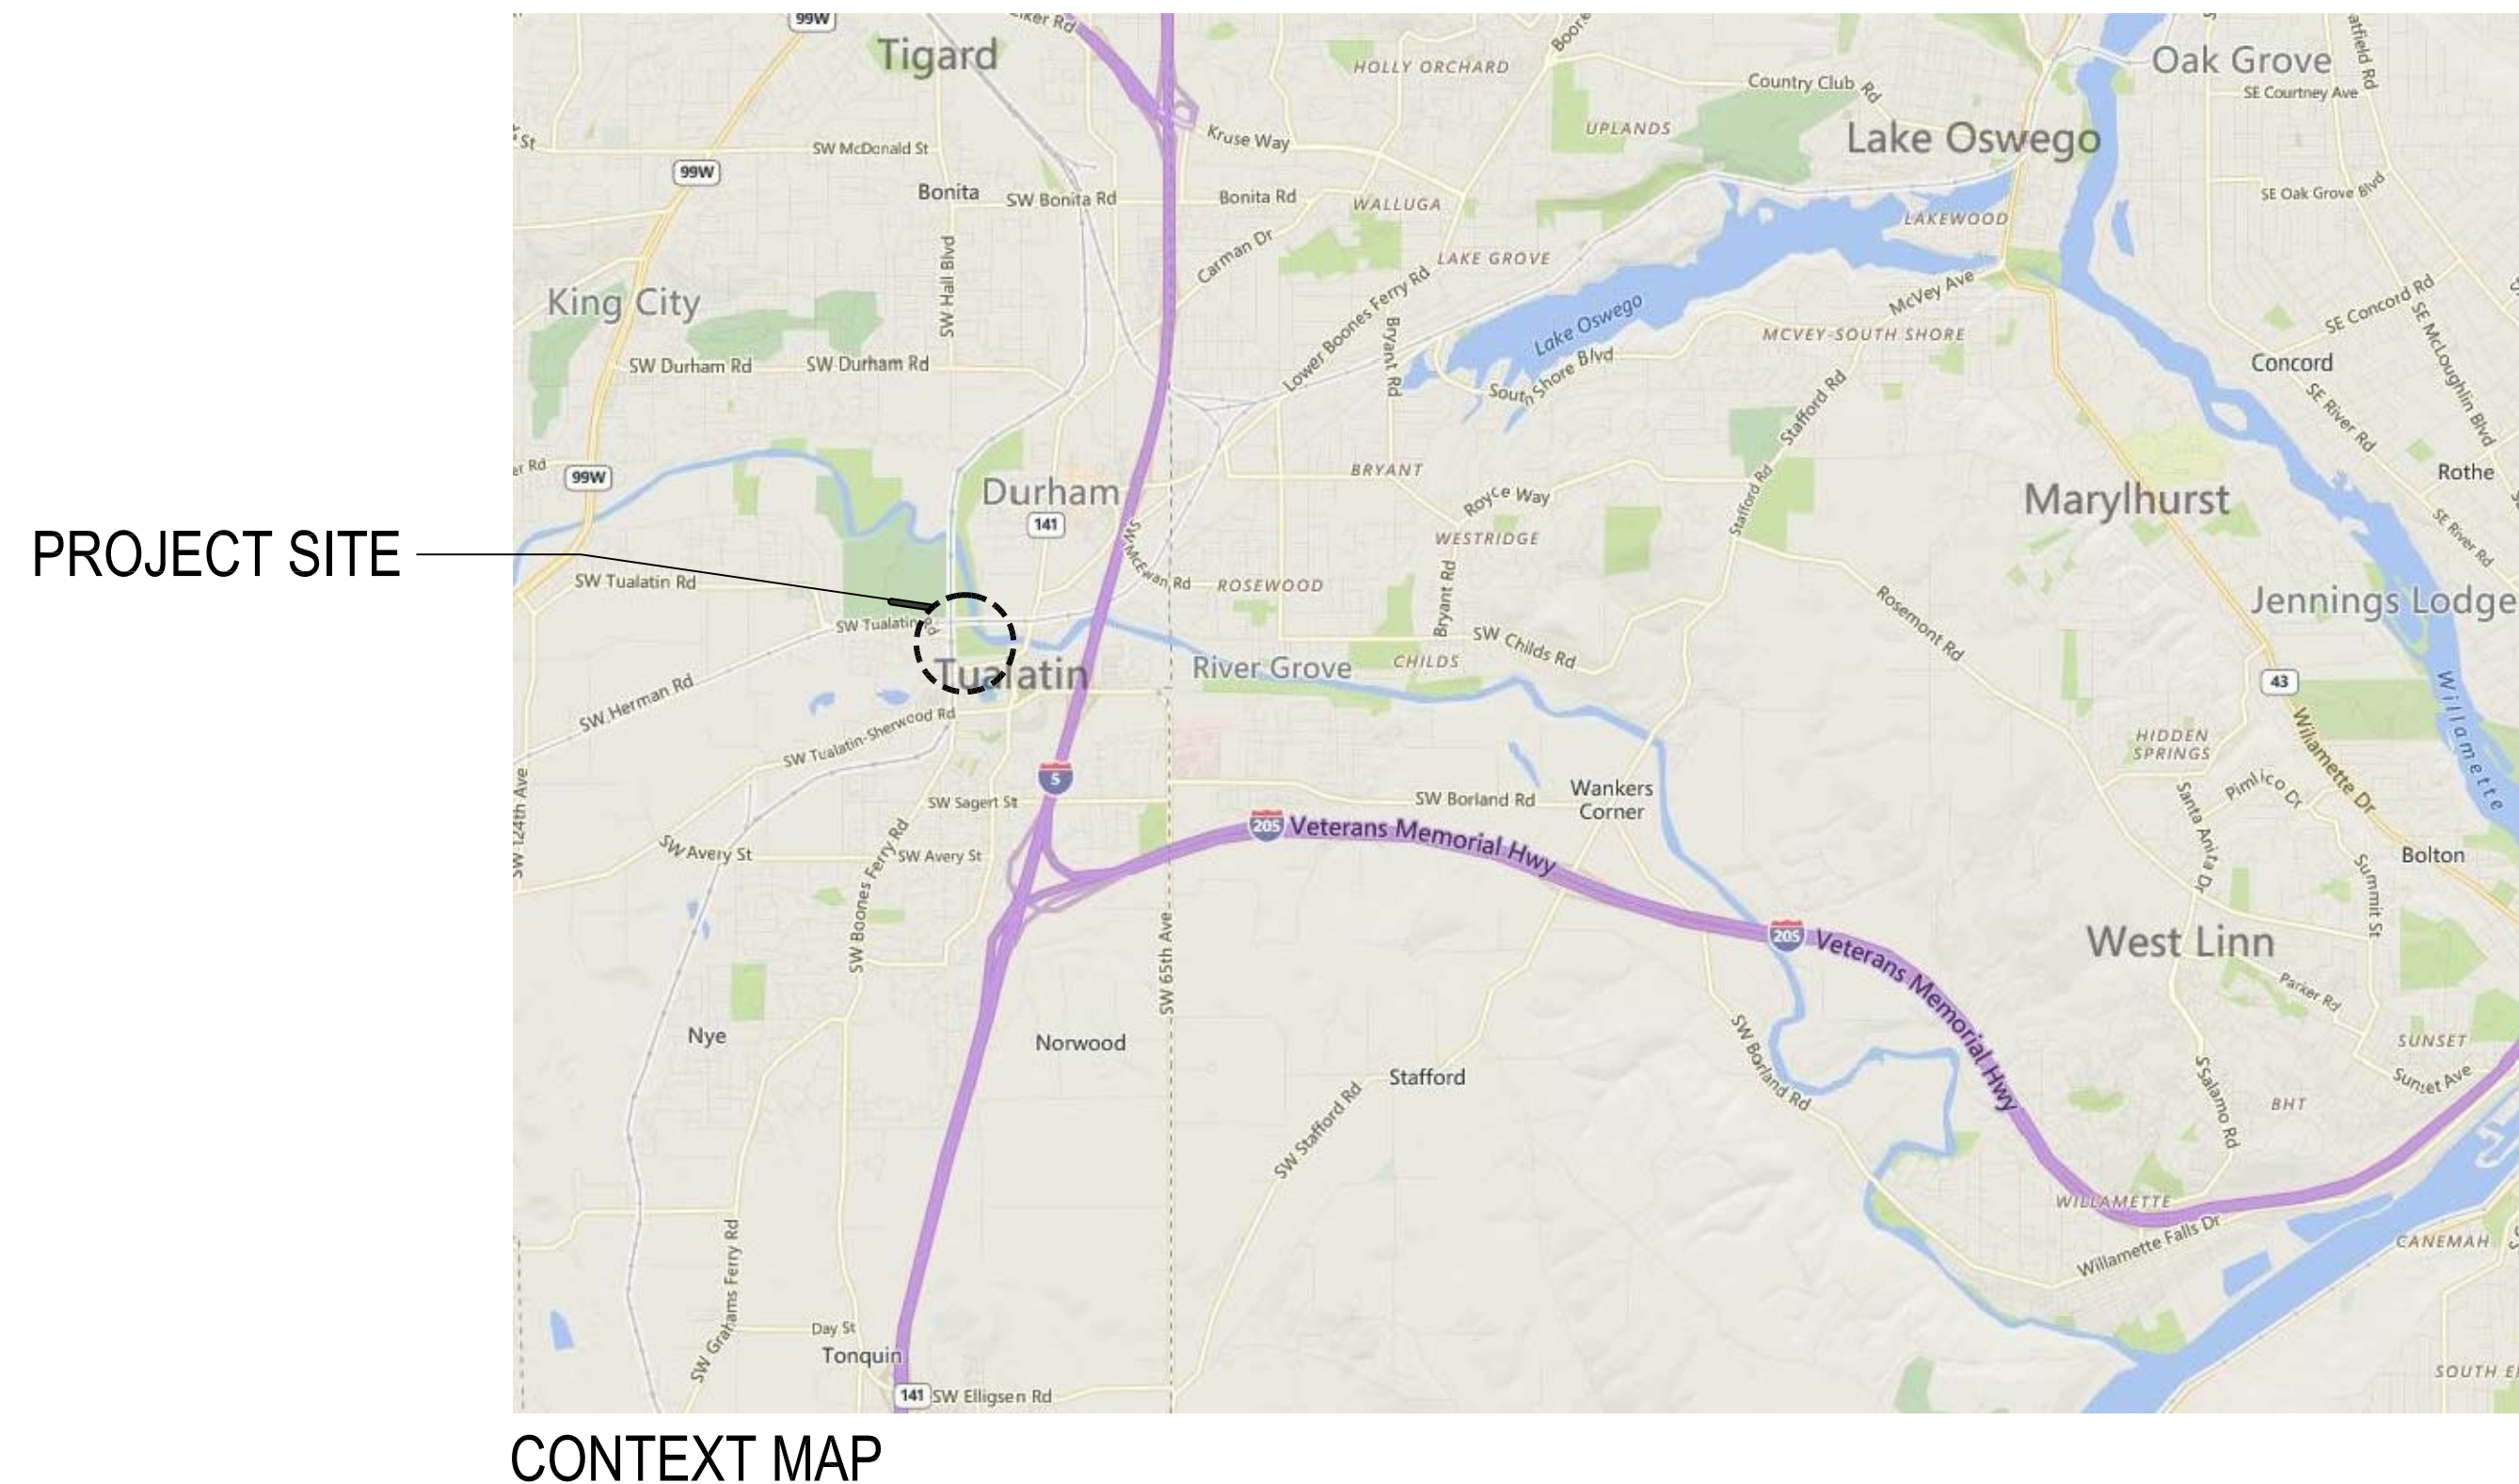 99W
Tigard
HOLLY ORCHARD
Oak Grove
SE Courtney Ave
Country Club Rd
UPLANDS
Lake Oswego
Kruse Way
SW McDonald St
99W
Bonita
SW Bonita Rd
Bonita Rd
WALLUGA
SE Oak Grove Blvd
LAKEWOOD
SW Hall Blvd
Carman Dr
LAKE GROVE
King City
McVey Ave
SE Concord Rd
Lake Oswego
Lower Boones Ferry Rd
Bryant Rd
MCVEY-SOUTH SHORE
SE McLoughlin Blvd
SW Durham Rd
SW Durham Rd
South Shore Blvd
Concord
Stafford Rd
SE River Rd
99W
Durham
141
BRYANT
Royce Way
Stafford Rd
Marylhurst
Rothe
PROJECT SITE
SW McEwan Rd
WESTRIDGE
SE River Rd
SW Tualatin Rd
ROSEWOOD
Bryant Rd
Rosemont Rd
Jennings Lodge
SW Tualatin Rd
SW Childs Rd
Tualatin
River Grove
CHILDS
43
Willamette
SW Herman Rd
SW Tualatin-Sherwood Rd
HIDDEN
SPRINGS
Willamette Dr
5
SW 124th Ave
SW Sagert St
SW Borland Rd
Wankers
Corner
Pimlico Dr
Santa Anita Dr
205
Veterans Memorial Hwy
SW Avery St
SW Avery St
SW Boones Ferry Rd
Bolton
Summit St
205
Veterans Memorial Hwy
West Linn
SW 65th Ave
Parker Rd
Nye
Norwood
SUNSET
Stafford
SW Borland Rd
Sunset Ave
S Salamo Rd
BHT
SW Stafford Rd
WILLAMETTE
Willamette Falls Dr
CANEMAH
SW Grahams Ferry Rd
Day St
Tonquin
141
SW Elligsen Rd
CONTEXT MAP